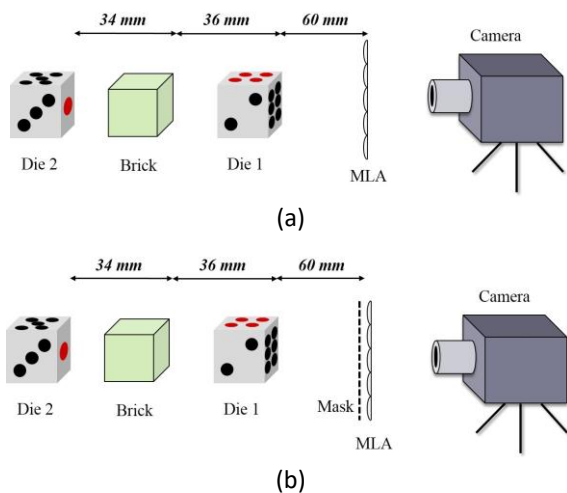 34 mm 36 mm 60 mm
Camera
Die 2 Brick Die 1
MLA
(a)
34 mm 36 mm 60 mm
Camera
Die 2 Brick Die 1 Mask
MLA
(b)